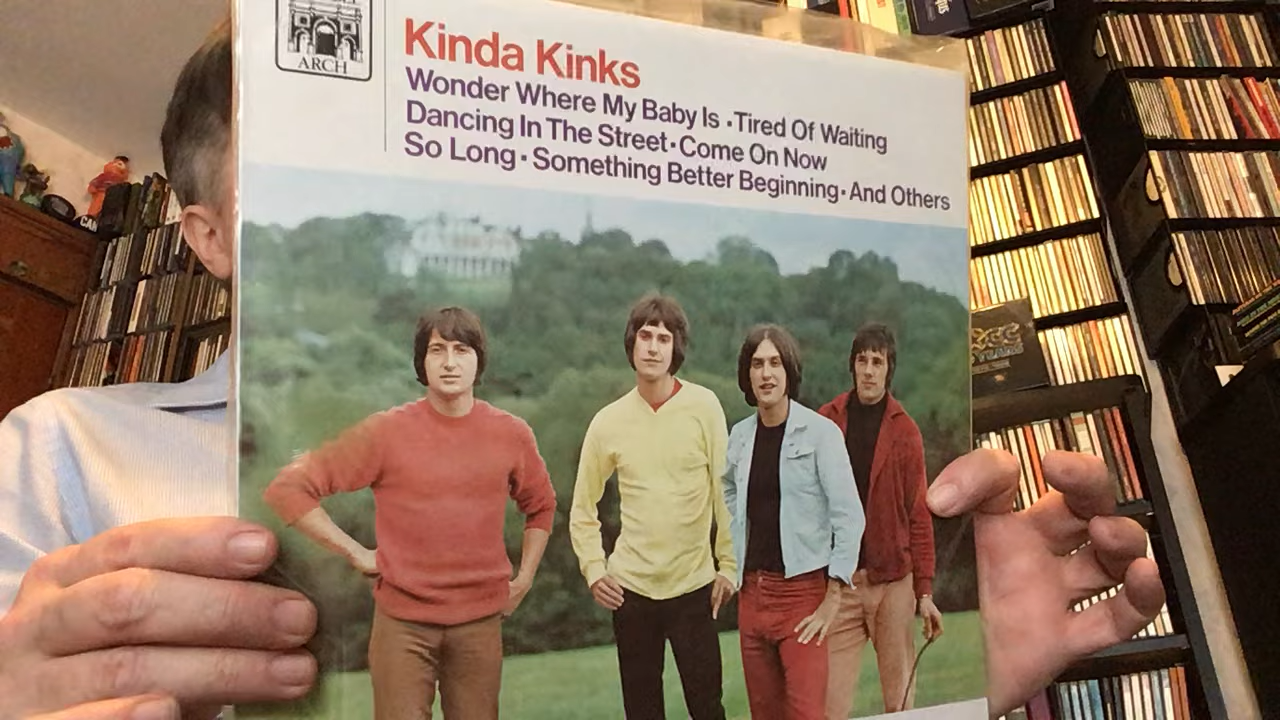 ARCH
Kinda Kinks
Wonder Where My Baby Is · Tired Of Waiting
Dancing In The Street · Come On Now
So Long · Something Better Beginning · And Others
CAN